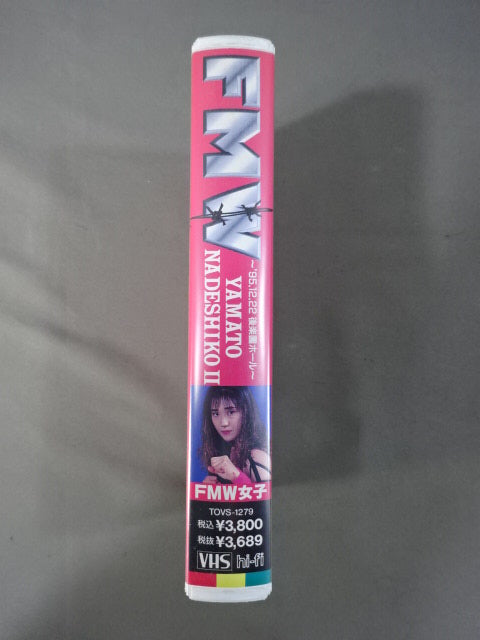 FMW
~'95.12.22 後楽園ホール~
YAMATO
NADESHIKO II
FMW女子
TOVS-1279
税込 ¥3,800
税抜 ¥3,689
VHS hi-fi